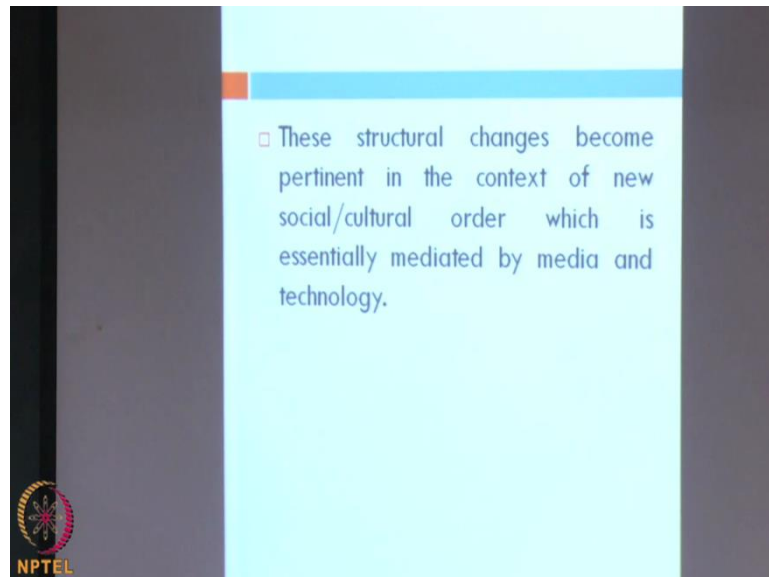 These structural changes become
pertinent in the context of new
social/cultural order which is
essentially mediated by media and
technology.
NPTEL